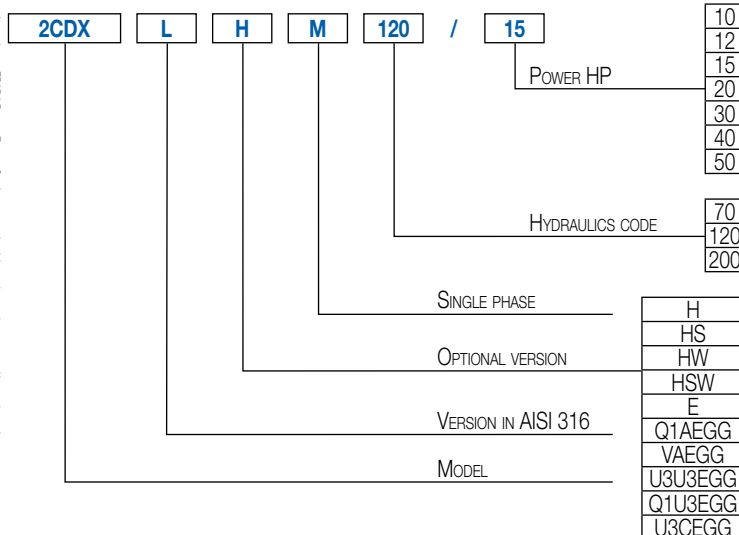 2CDX L H M 120 / 15
POWER HP
10
12
15
20
30
40
50
HYDRAULICS CODE
70
120
200
SINGLE PHASE
OPTIONAL VERSION
H
HS
HW
HSW
E
Q1AEGG
VAEGG
U3U3EGG
Q1U3EGG
U3CEGG
VERSION IN AISI 316
MODEL